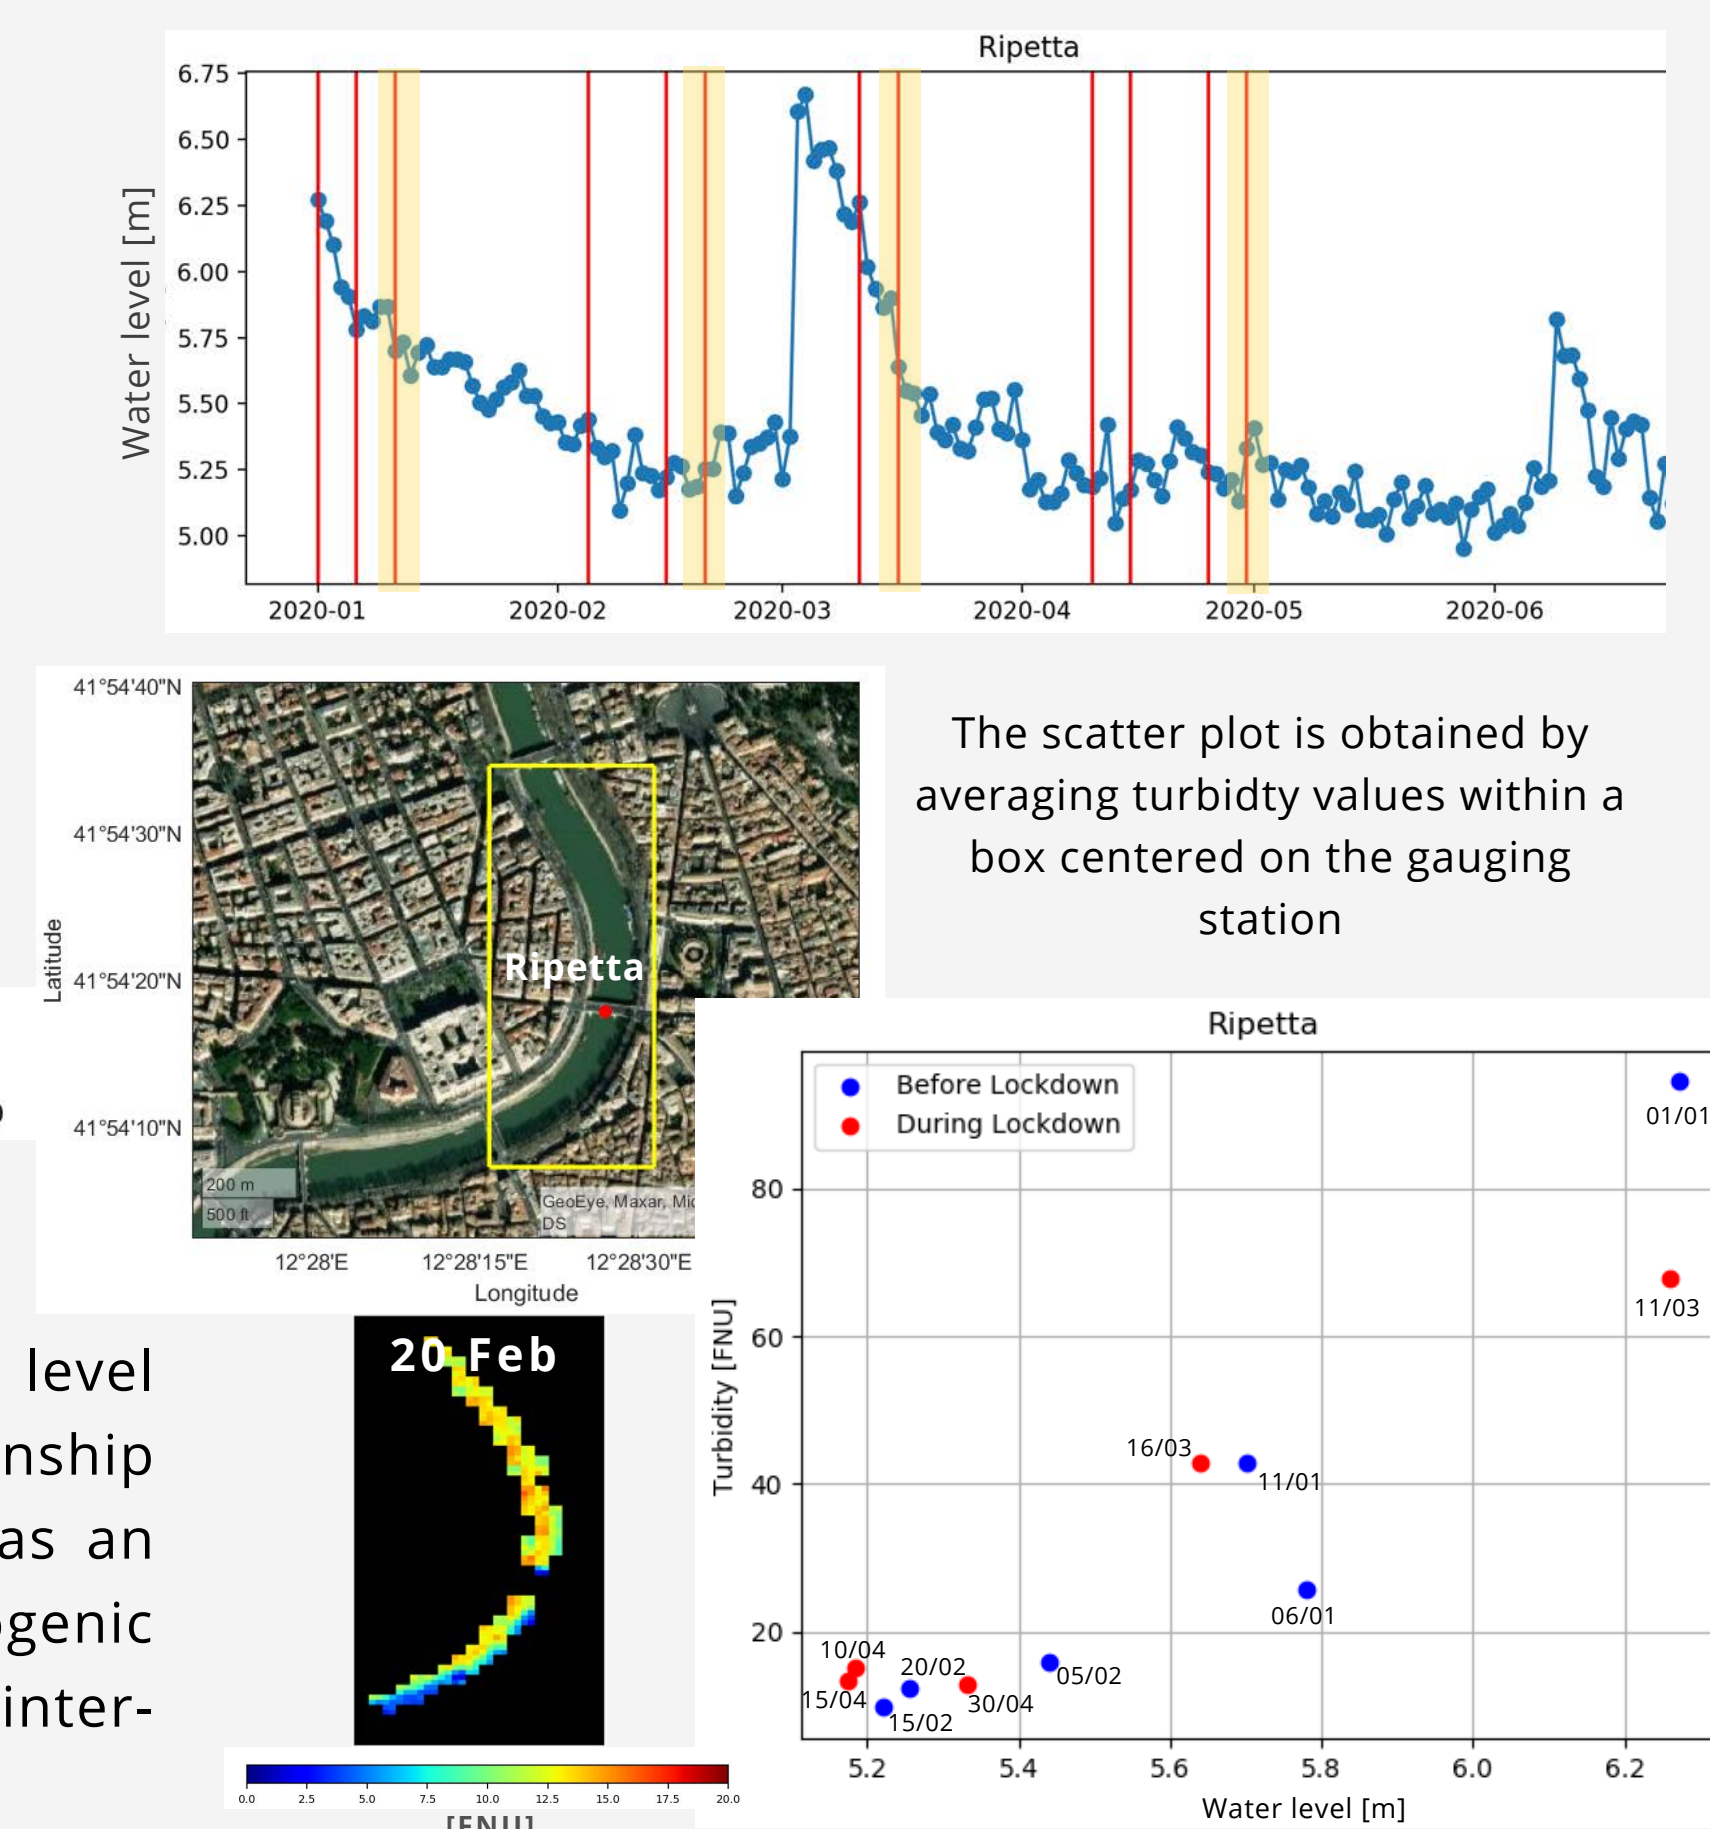 Ripetta
6.75
6.50
6.25
6.00
5.75
5.50
5.25
5.00
Water level [m]
2020-01 2020-02 2020-03 2020-04 2020-05 2020-06
41°54'40"N
41°54'30"N
41°54'20"N
41°54'10"N
Latitude
Ripetta
200 m
500 ft
GeoEye, Maxar,
DS
12°28'E 12°28'15"E 12°28'30"E
Longitude
The scatter plot is obtained by
averaging turbidty values within a
box centered on the gauging
station
Ripetta
Before Lockdown
During Lockdown
01/01
80
11/03
60
Turbidity [FNU]
16/03
11/01
40
06/01
20
10/04
20/02
05/02
15/04
30/04
15/02
5.2 5.4 5.6 5.8 6.0 6.2
Water level [m]
level
nship
as an
genic
inter-
20 Feb
0.0 2.5 5.0 7.5 10.0 12.5 15.0 17.5 20.0
[FNU]